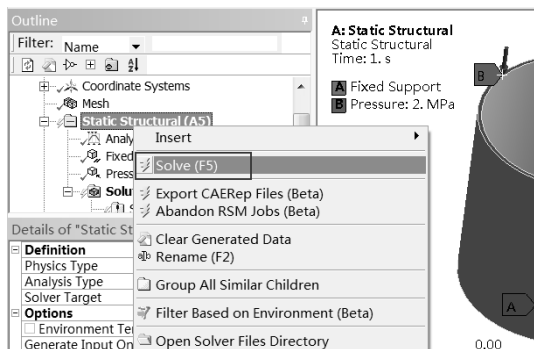 Outline
Filter: Name
Coordinate Systems
Mesh
Static Structural (A5)
Analy
Fixed
Press
Solu
Insert
Solve (F5)
Export CAERep Files (Beta)
Abandon RSM Jobs (Beta)
Clear Generated Data
Rename (F2)
Group All Similar Children
Filter Based on Environment (Beta)
Open Solver Files Directory
Details of "Static St
Definition
Physics Type
Analysis Type
Solver Target
Options
Environment Te
Generate Input On
A: Static Structural
Static Structural
Time: 1. s
A Fixed Support
B Pressure: 2. MPa
B
A
0.00